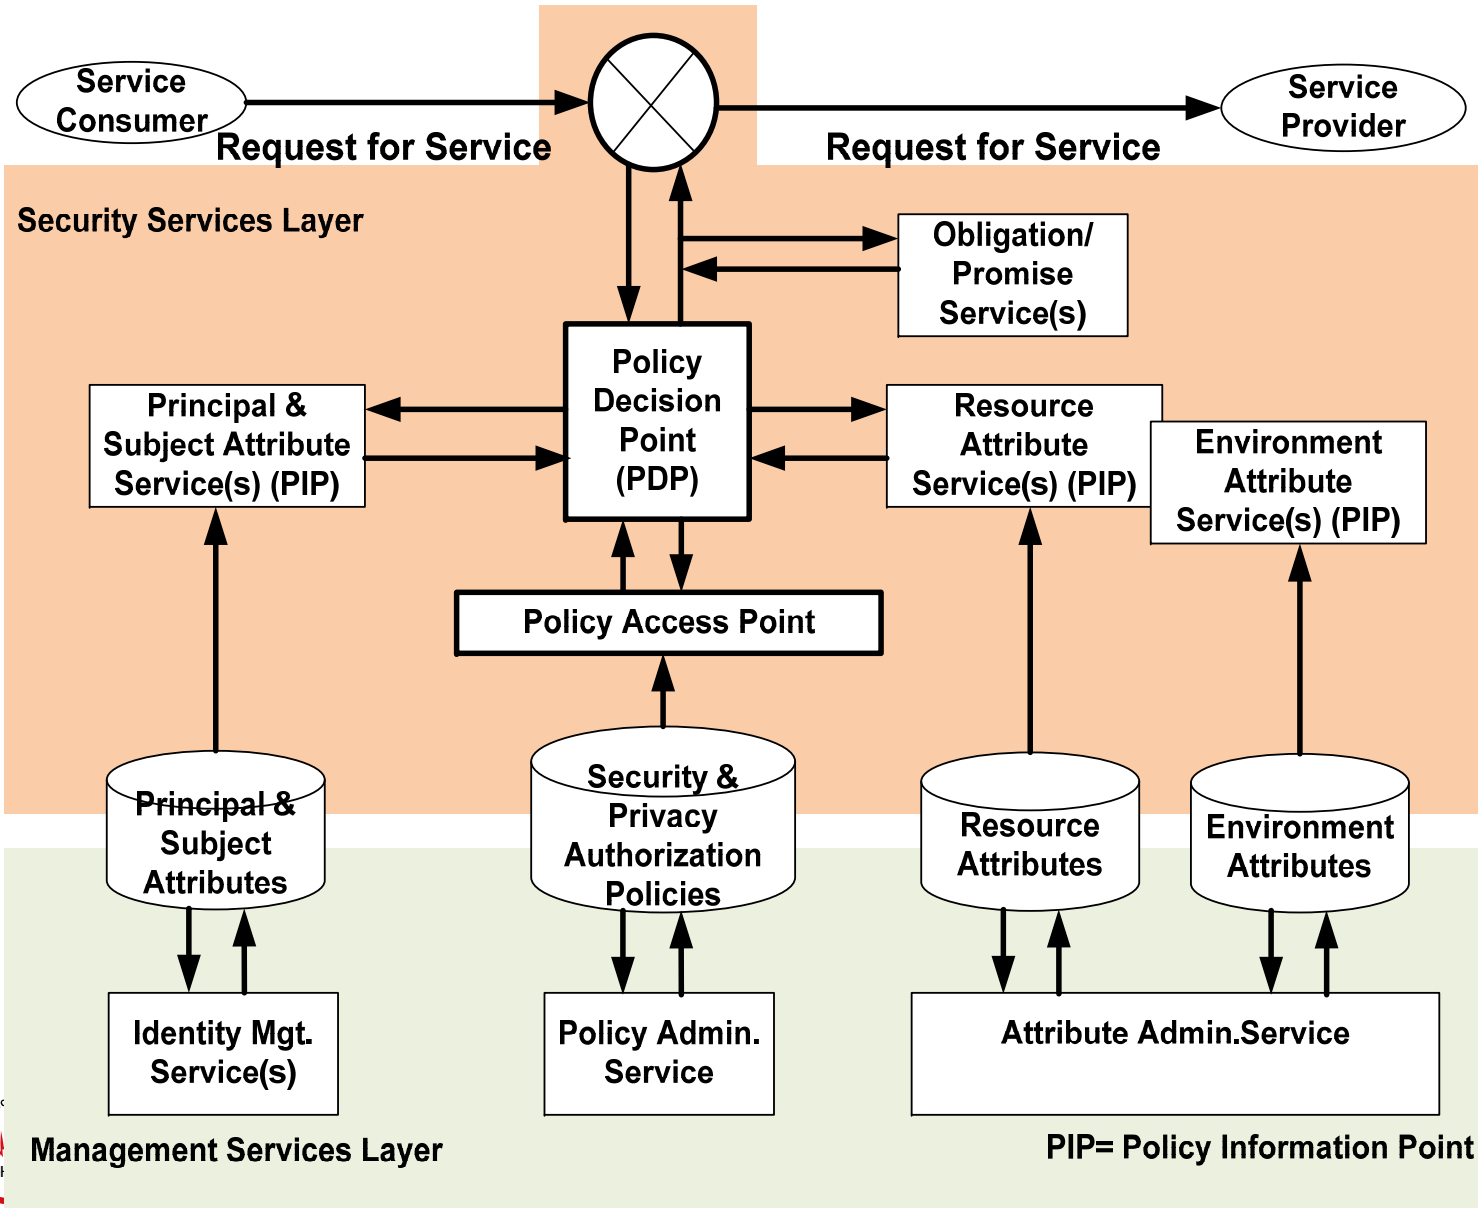 Service
Consumer
Request for Service
Service
Provider
Request for Service
Security Services Layer
Obligation/
Promise
Service(s)
Policy
Decision
Point
(PDP)
Principal &
Subject Attribute
Service(s) (PIP)
Resource
Attribute
Service(s) (PIP)
Environment
Attribute
Service(s) (PIP)
Policy Access Point
Principal &
Subject
Attributes
Security &
Privacy
Authorization
Policies
Resource
Attributes
Environment
Attributes
Identity Mgt.
Service(s)
Policy Admin.
Service
Attribute Admin.Service
Management Services Layer
PIP= Policy Information Point